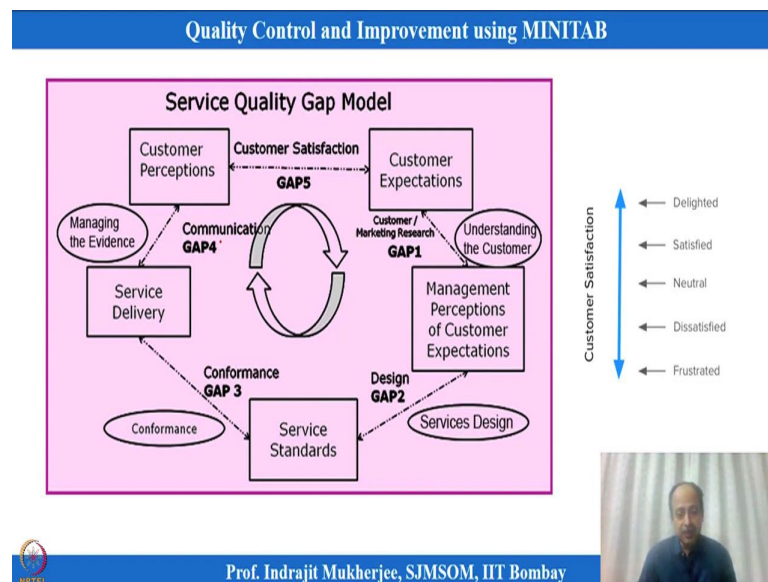 Quality Control and Improvement using MINITAB
Service Quality Gap Model
Customer
Perceptions
Customer Satisfaction
GAP5
Customer
Expectations
Managing
the Evidence
Communication
GAP4
Customer /
Marketing Research
GAP1
Understanding
the Customer
Service
Delivery
Management
Perceptions
of Customer
Expectations
Conformance
GAP 3
Design
GAP2
Conformance
Service
Standards
Services Design
Customer Satisfaction
Delighted
Satisfied
Neutral
Dissatisfied
Frustrated
NPTEL
Prof. Indrajit Mukherjee, SJMSOM, IIT Bombay